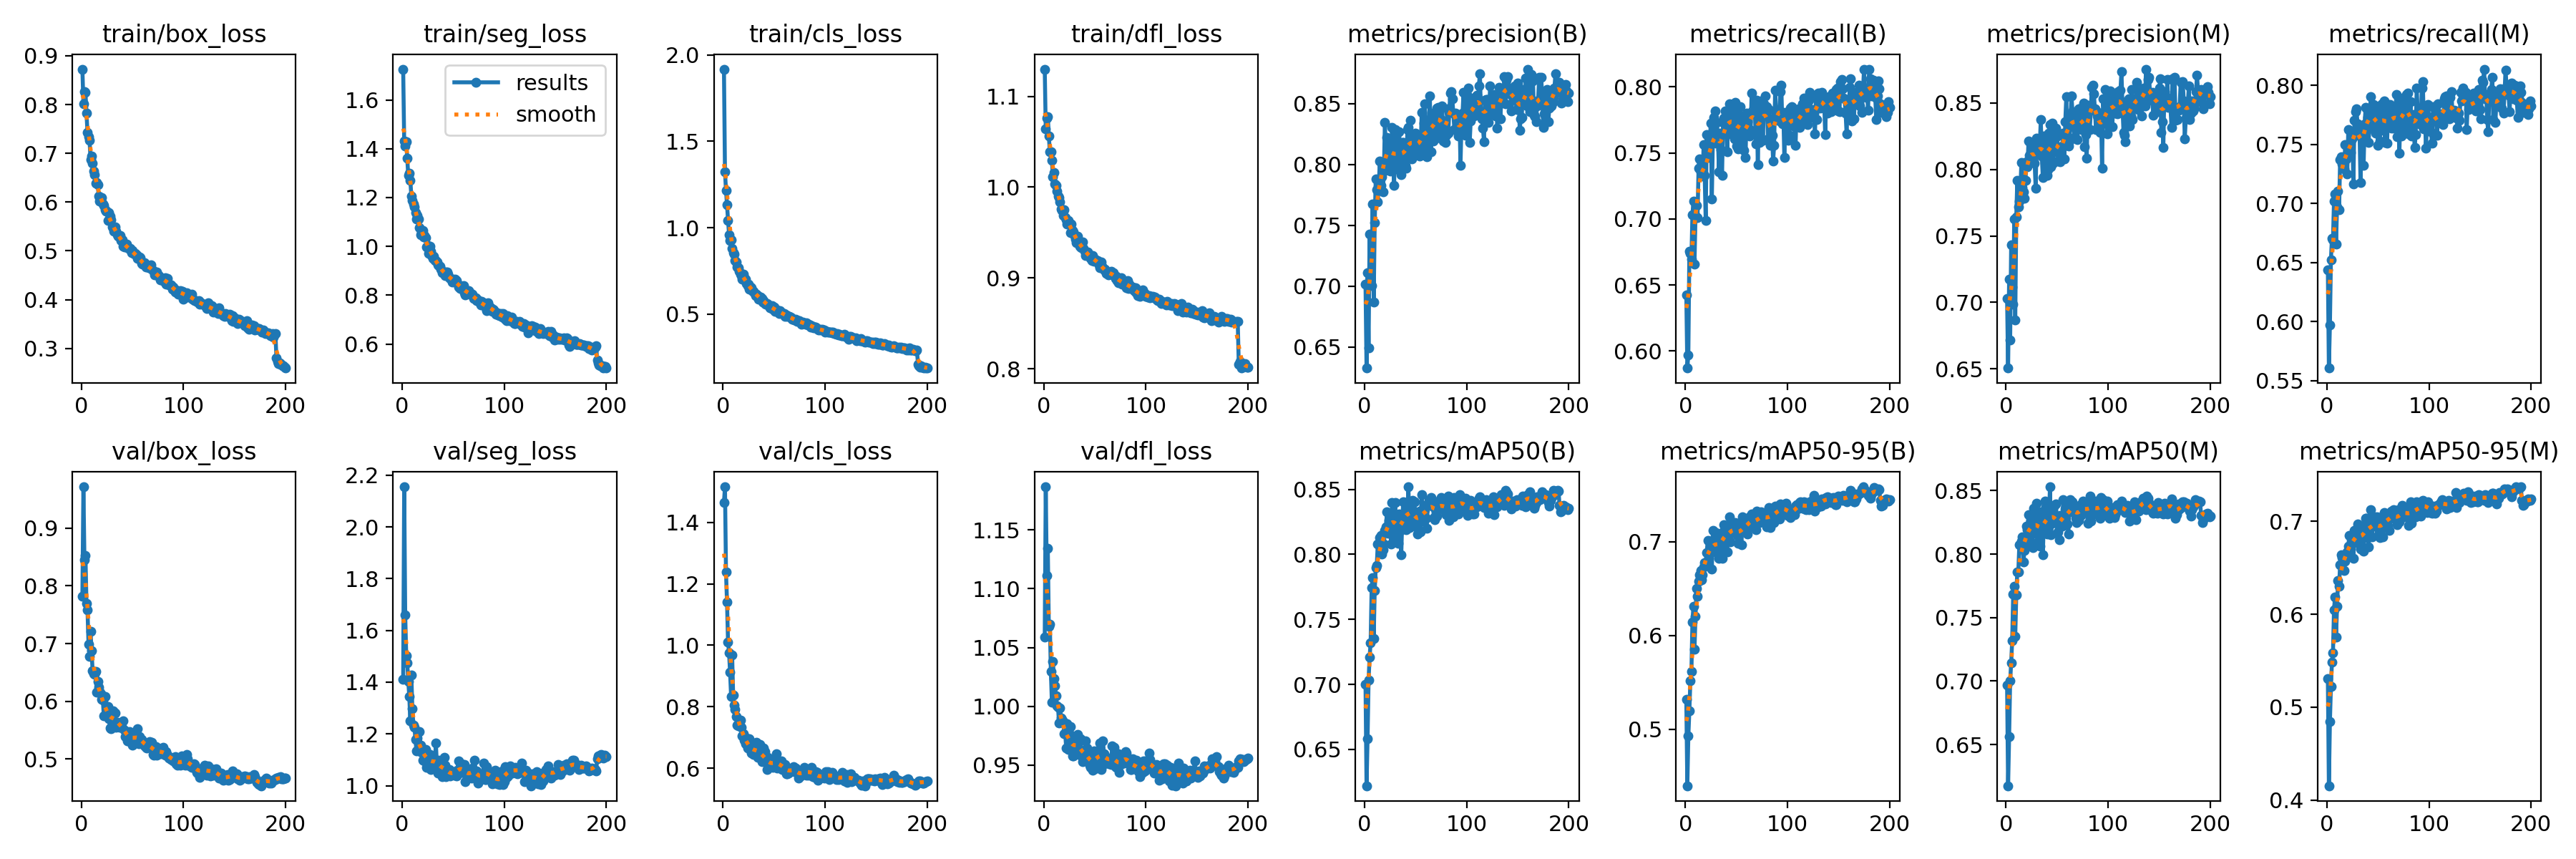 train/box_loss
0.9
0.8
0.7
0.6
0.5
0.4
0.3
0 100 200
train/seg_loss
results
smooth
1.6
1.4
1.2
1.0
0.8
0.6
0 100 200
train/cls_loss
2.0
1.5
1.0
0.5
0 100 200
train/dfl_loss
1.1
1.0
0.9
0.8
0 100 200
metrics/precision(B)
0.85
0.80
0.75
0.70
0.65
0 100 200
metrics/recall(B)
0.80
0.75
0.70
0.65
0.60
0 100 200
metrics/precision(M)
0.85
0.80
0.75
0.70
0.65
0 100 200
metrics/recall(M)
0.80
0.75
0.70
0.65
0.60
0.55
0 100 200
val/box_loss
0.9
0.8
0.7
0.6
0.5
0 100 200
val/seg_loss
2.2
2.0
1.8
1.6
1.4
1.2
1.0
0 100 200
val/cls_loss
1.4
1.2
1.0
0.8
0.6
0 100 200
val/dfl_loss
1.15
1.10
1.05
1.00
0.95
0 100 200
metrics/mAP50(B)
0.85
0.80
0.75
0.70
0.65
0 100 200
metrics/mAP50-95(B)
0.7
0.6
0.5
0 100 200
metrics/mAP50(M)
0.85
0.80
0.75
0.70
0.65
0 100 200
metrics/mAP50-95(M)
0.7
0.6
0.5
0.4
0 100 200